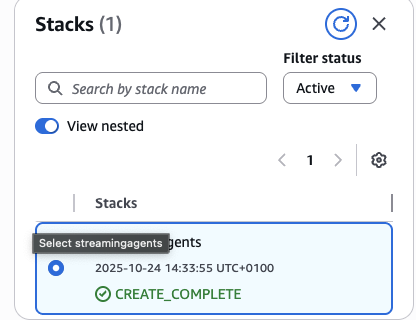 Stacks (1)
Filter status
Search by stack name
Active
View nested
1
Stacks
Select streamingagents
gents
2025-10-24 14:33:55 UTC+0100
CREATE_COMPLETE